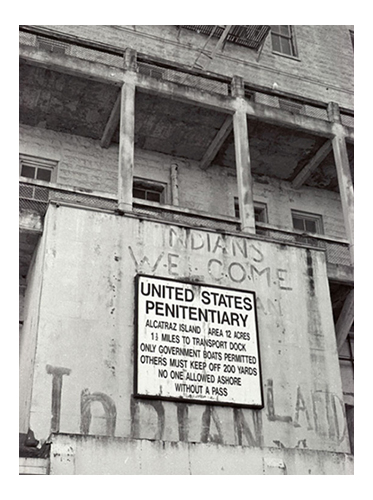 INDIANS
WELCOME
UNITED STATES
PENITENTIARY
ALCATRAZ ISLAND AREA 12 ACRES
1½ MILES TO TRANSPORT DOCK
ONLY GOVERNMENT BOATS PERMITTED
OTHERS MUST KEEP OFF 200 YARDS
NO ONE ALLOWED ASHORE
WITHOUT A PASS
INDIAN LAND